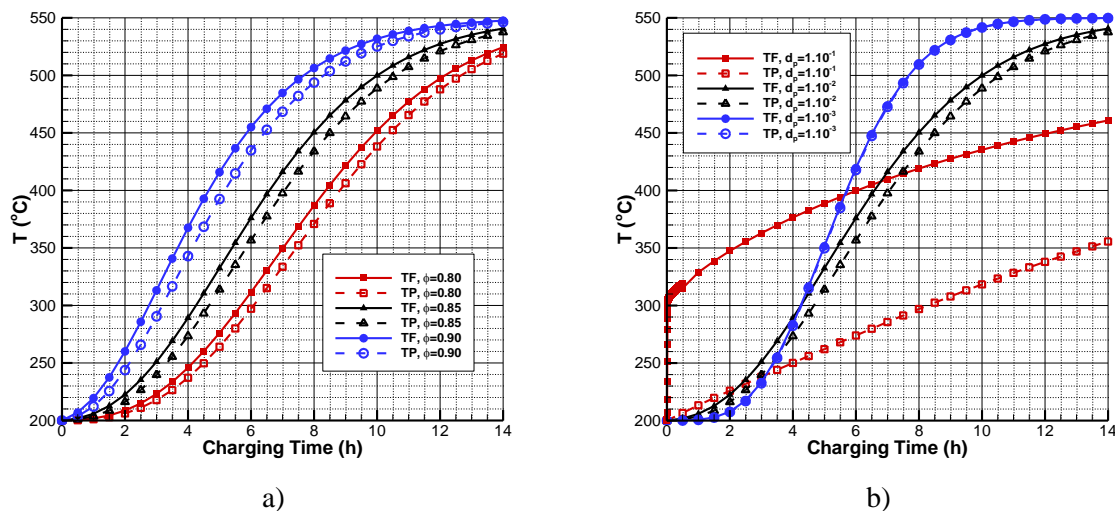 550
500
450
400
350
300
250
200
T (°C)
0 2 4 6 8 10 12 14
Charging Time (h)
TF, ϕ=0.80
TP, ϕ=0.80
TF, ϕ=0.85
TP, ϕ=0.85
TF, ϕ=0.90
TP, ϕ=0.90
a)
550
500
450
400
350
300
250
200
T (°C)
0 2 4 6 8 10 12 14
Charging Time (h)
TF, dₚ=1.10⁻¹
TP, dₚ=1.10⁻¹
TF, dₚ=1.10⁻²
TP, dₚ=1.10⁻²
TF, dₚ=1.10⁻³
TP, dₚ=1.10⁻³
b)